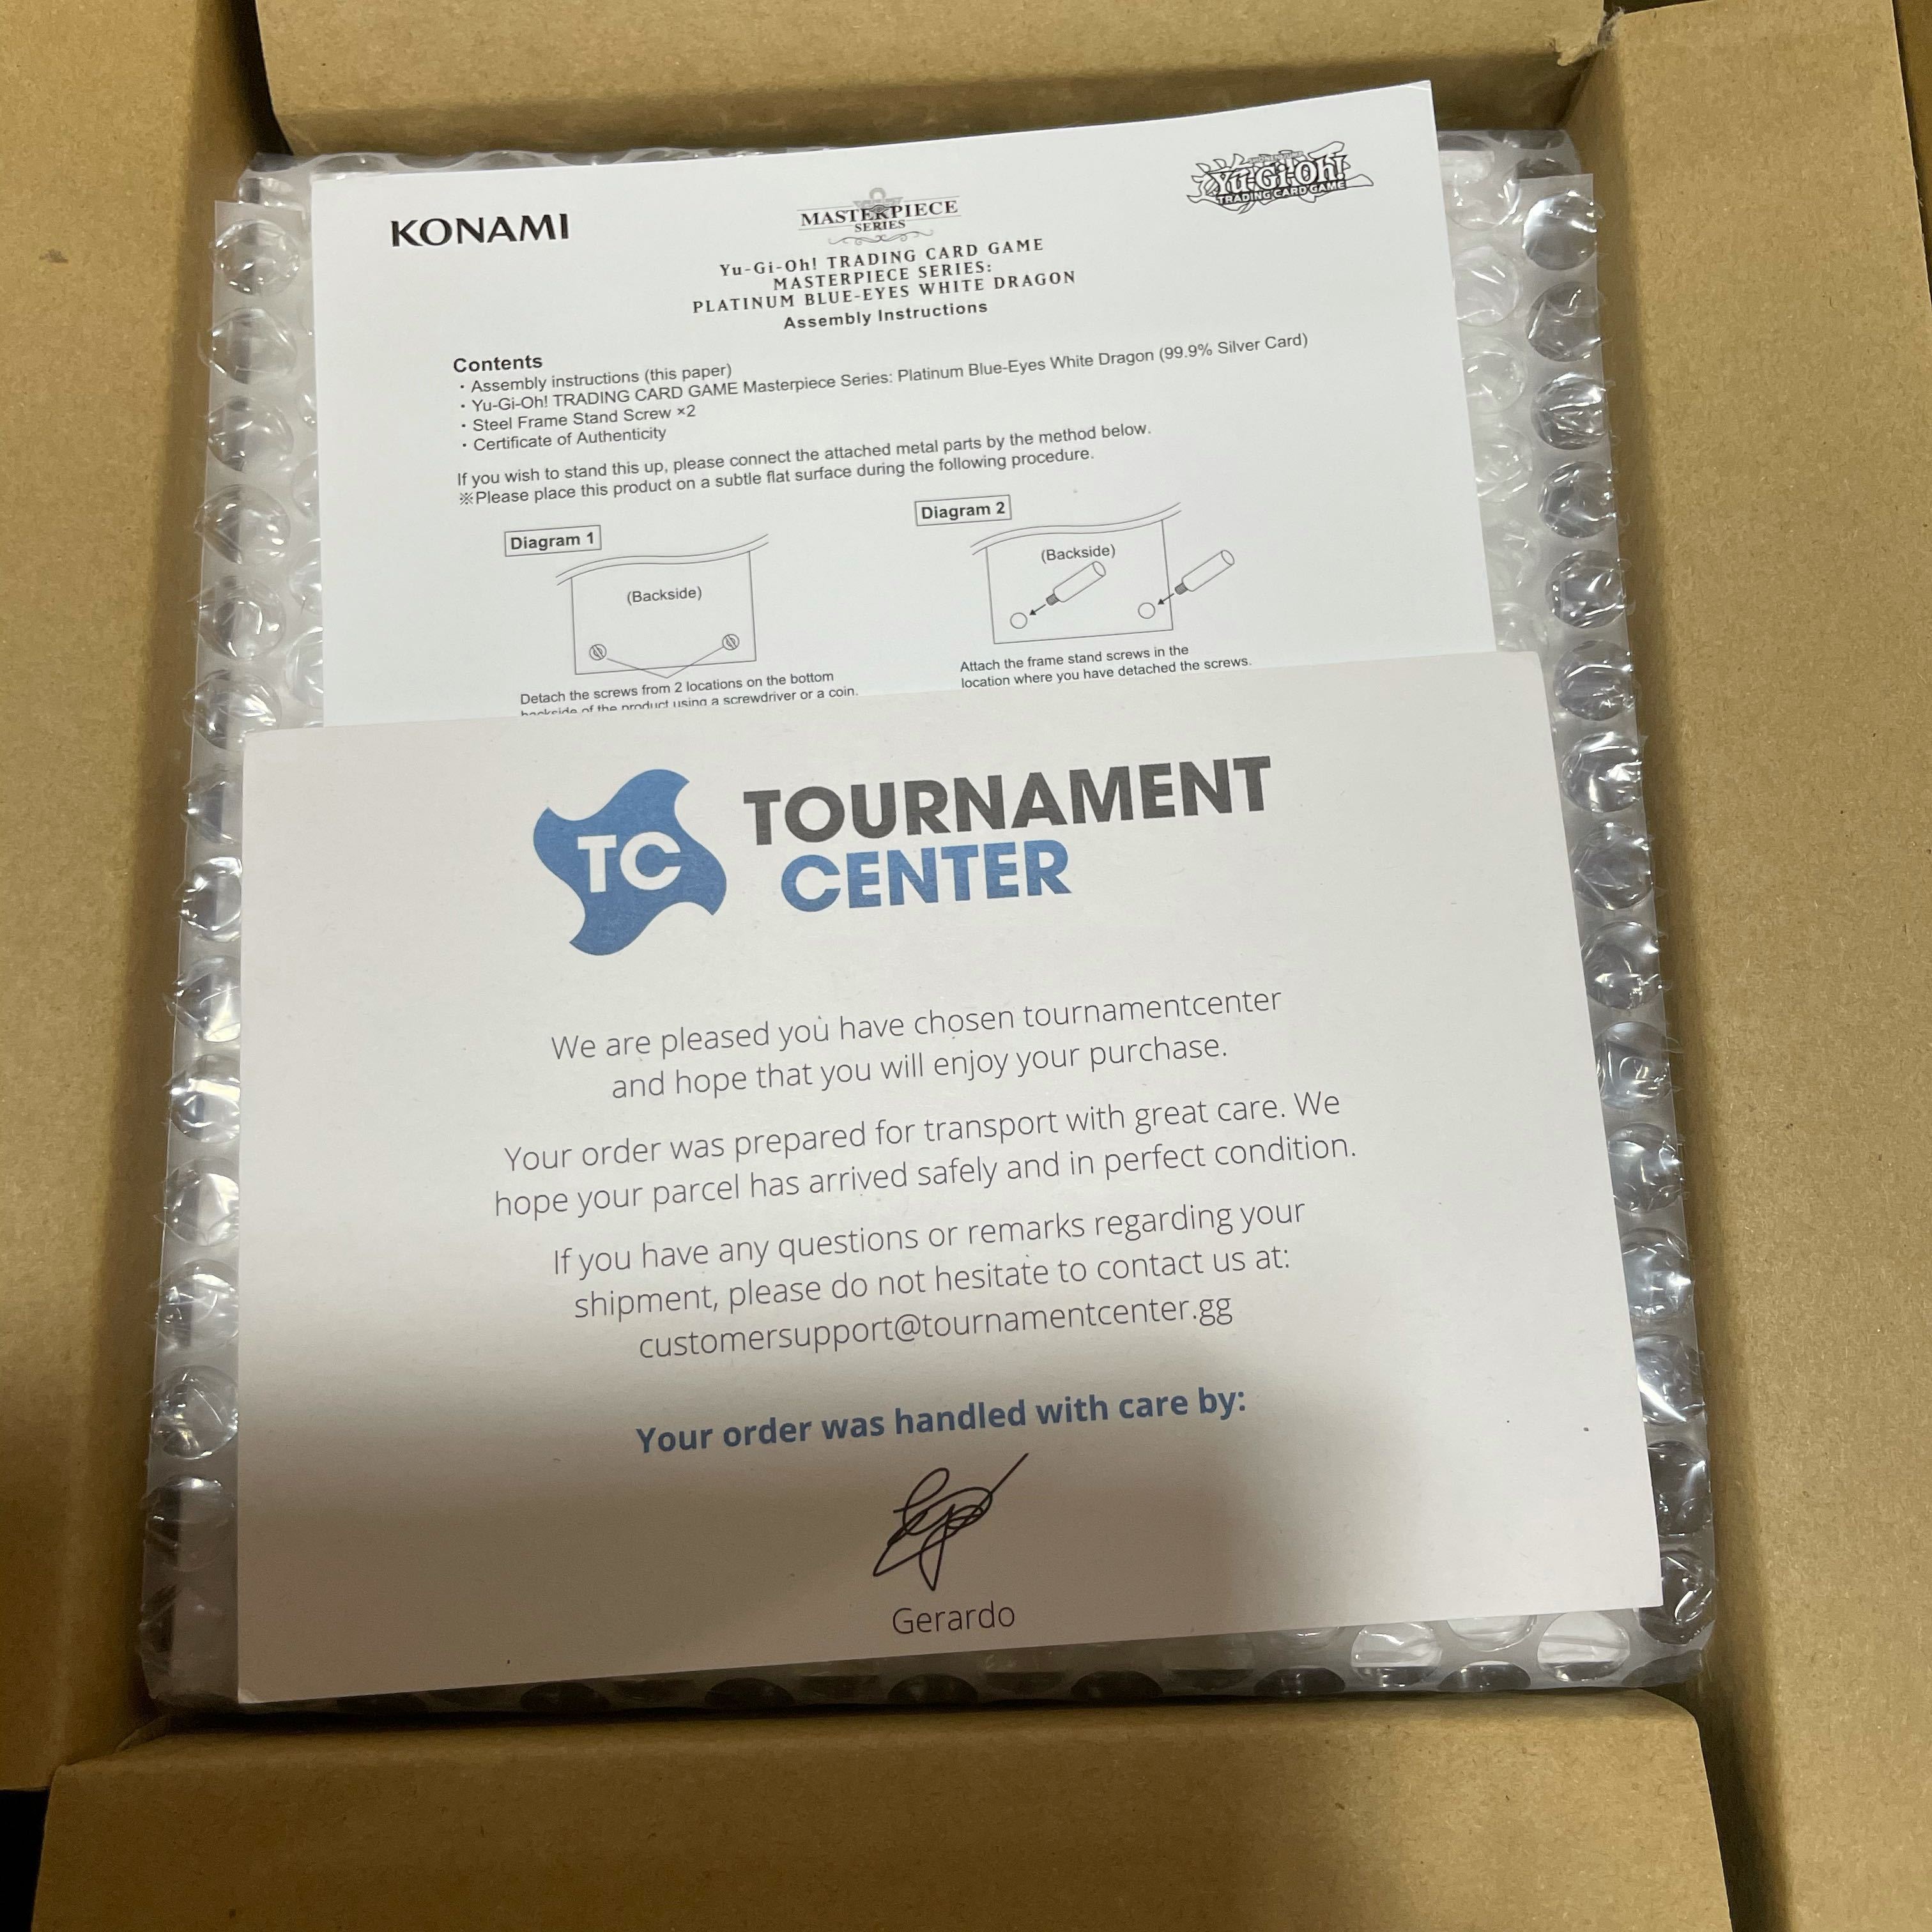 KONAMI
MASTERPIECE
SERIES
Yu-Gi-Oh!
TRADING CARD GAME
Yu-Gi-Oh! TRADING CARD GAME
MASTERPIECE SERIES:
PLATINUM BLUE-EYES WHITE DRAGON
Assembly Instructions
Contents
・Assembly instructions (this paper)
・Yu-Gi-Oh! TRADING CARD GAME Masterpiece Series: Platinum Blue-Eyes White Dragon (99.9% Silver Card)
・Steel Frame Stand Screw ×2
・Certificate of Authenticity
If you wish to stand this up, please connect the attached metal parts by the method below.
※Please place this product on a subtle flat surface during the following procedure.
Diagram 1
(Backside)
Detach the screws from 2 locations on the bottom
backside of the product using a screwdriver or a coin.
Diagram 2
(Backside)
Attach the frame stand screws in the
location where you have detached the screws.
TC
TOURNAMENT
CENTER
We are pleased you have chosen tournamentcenter
and hope that you will enjoy your purchase.
Your order was prepared for transport with great care. We
hope your parcel has arrived safely and in perfect condition.
If you have any questions or remarks regarding your
shipment, please do not hesitate to contact us at:
customersupport@tournamentcenter.gg
Your order was handled with care by:
Gerardo